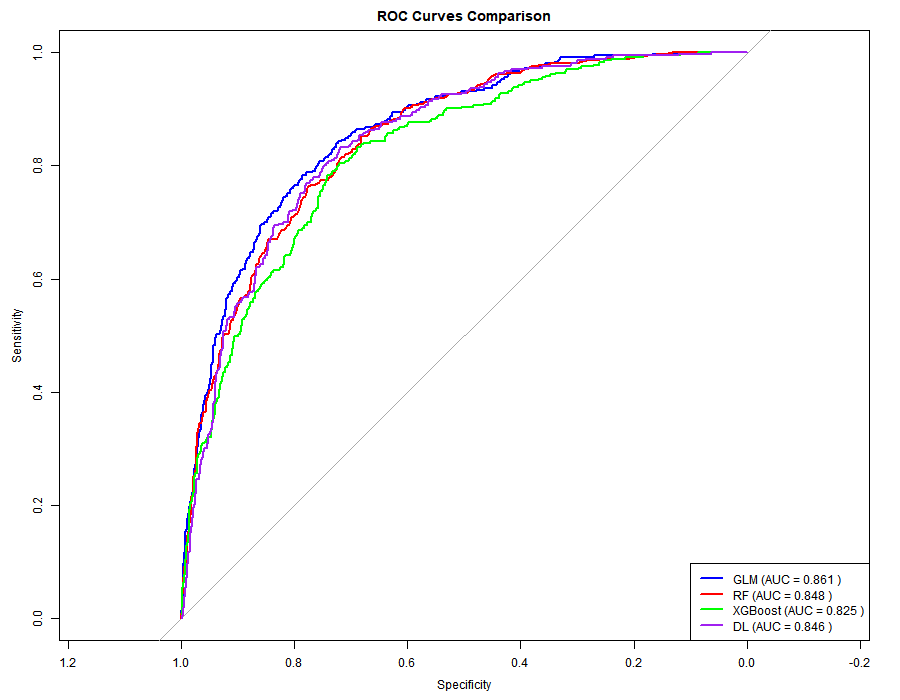 ROC Curves Comparison
Sensitivity
1.0
0.8
0.6
0.4
0.2
0.0
GLM (AUC = 0.861 )
RF (AUC = 0.848 )
XGBoost (AUC = 0.825 )
DL (AUC = 0.846 )
1.2 1.0 0.8 0.6 0.4 0.2 0.0 -0.2
Specificity